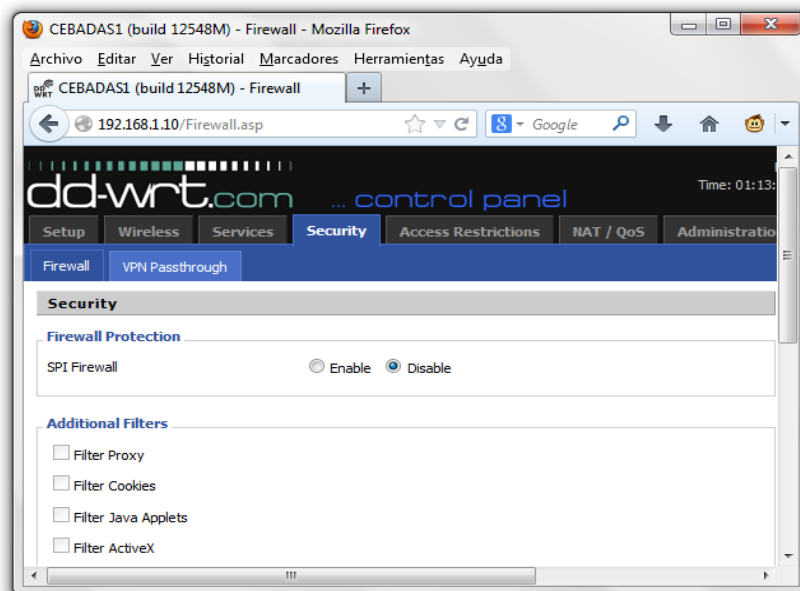 CEBADAS1 (build 12548M) - Firewall - Mozilla Firefox
Archivo Editar Ver Historial Marcadores Herramientas Ayuda
DD WRT CEBADAS1 (build 12548M) - Firewall +
192.168.1.10/Firewall.asp 8 Google
dd-wrt.com ... control panel
Time: 01:13:
Setup Wireless Services Security Access Restrictions NAT / QoS Administratio
Firewall VPN Passthrough
Security
Firewall Protection
SPI Firewall Enable Disable
Additional Filters
Filter Proxy
Filter Cookies
Filter Java Applets
Filter ActiveX